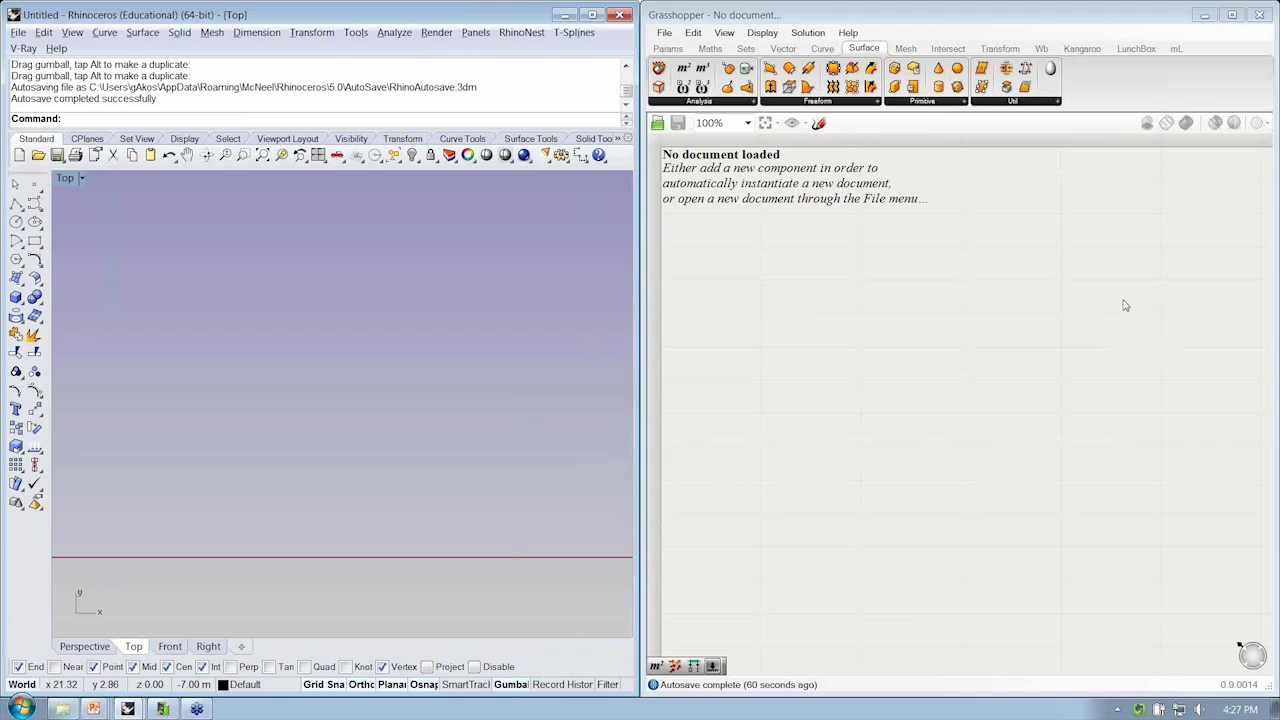 Untitled - Rhinoceros (Educational) (64-bit) - [Top]
File Edit View Curve Surface Solid Mesh Dimension Transform Tools Analyze Render Panels RhinoNest T-Splines
V-Ray Help
Drag gumball, tap Alt to make a duplicate:
Drag gumball, tap Alt to make a duplicate:
Autosaving file as C:\Users\gAkos\AppData\Roaming\McNeel\Rhinoceros\5.0\AutoSave\RhinoAutosave.3dm
Autosave completed successfully
Command:
Standard CPlanes Set View Display Select Viewport Layout Visibility Transform Curve Tools Surface Tools Solid Too »
Top
y
x
Perspective Top Front Right
End Near Point Mid Cen Int Perp Tan Quad Knot Vertex Project Disable
World x 21.32 y 2.86 z 0.00 -7.00 m Default Grid Sna Ortho Planar Osnap SmartTrac Gumba Record Histor Filter
Grasshopper - No document...
File Edit View Display Solution Help
Params Maths Sets Vector Curve Surface Mesh Intersect Transform Wb Kangaroo LunchBox mL
Analysis Freeform Primitive Util
100%
No document loaded
Either add a new component in order to
automatically instantiate a new document,
or open a new document through the File menu…
Autosave complete (60 seconds ago) 0.9.0014
4:27 PM